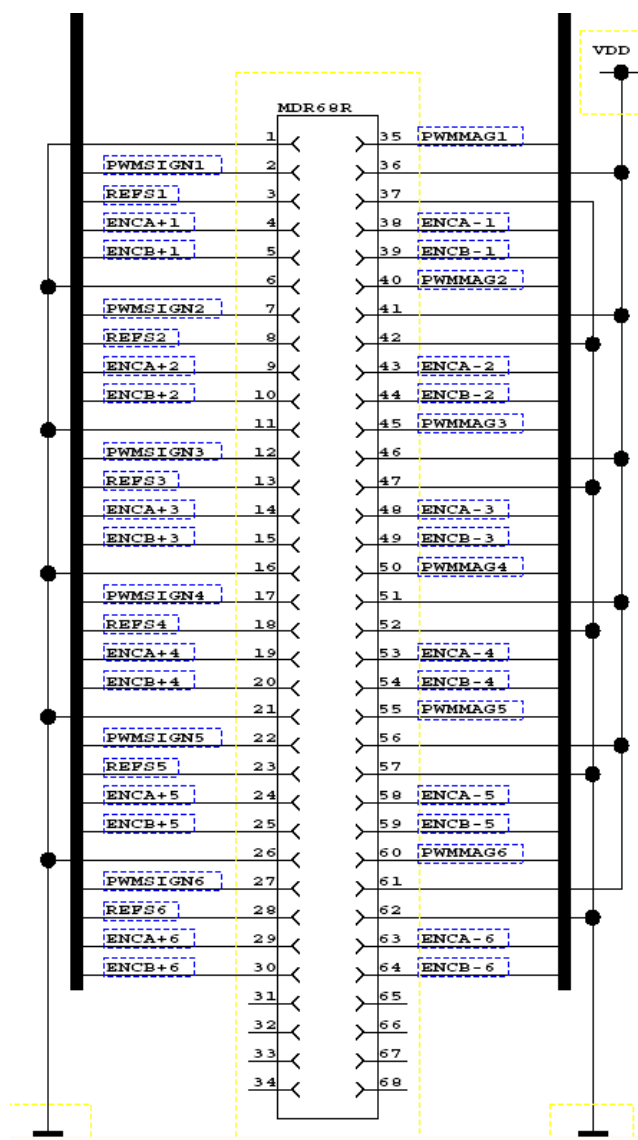 VDD
MDR68R
1 35 PWMMAG1
PWMSIGN1 2 36
REFS1 3 37
ENCA+1 4 38 ENCA-1
ENCB+1 5 39 ENCB-1
6 40 PWMMAG2
PWMSIGN2 7 41
REFS2 8 42
ENCA+2 9 43 ENCA-2
ENCB+2 10 44 ENCB-2
11 45 PWMMAG3
PWMSIGN3 12 46
REFS3 13 47
ENCA+3 14 48 ENCA-3
ENCB+3 15 49 ENCB-3
16 50 PWMMAG4
PWMSIGN4 17 51
REFS4 18 52
ENCA+4 19 53 ENCA-4
ENCB+4 20 54 ENCB-4
21 55 PWMMAG5
PWMSIGN5 22 56
REFS5 23 57
ENCA+5 24 58 ENCA-5
ENCB+5 25 59 ENCB-5
26 60 PWMMAG6
PWMSIGN6 27 61
REFS6 28 62
ENCA+6 29 63 ENCA-6
ENCB+6 30 64 ENCB-6
31 65
32 66
33 67
34 68